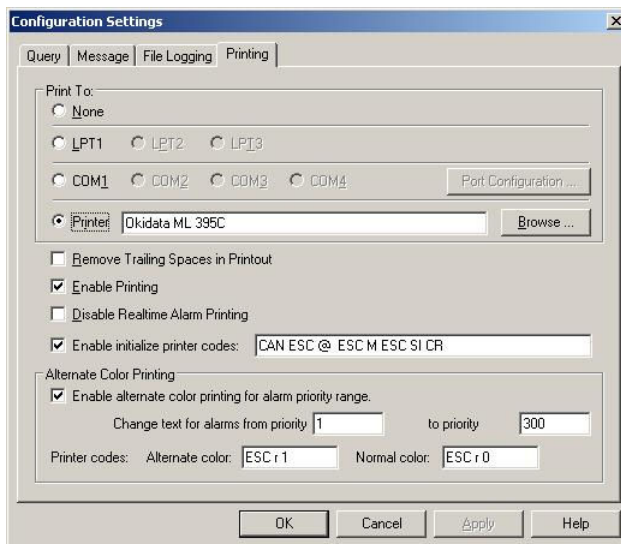 Configuration Settings
Query Message File Logging Printing
Print To:
None
LPT1 LPT2 LPT3
COM1 COM2 COM3 COM4 Port Configuration ...
Printer Okidata ML 395C Browse ...
Remove Trailing Spaces in Printout
Enable Printing
Disable Realtime Alarm Printing
Enable initialize printer codes: CAN ESC @ ESC M ESC SI CR
Alternate Color Printing
Enable alternate color printing for alarm priority range.
Change text for alarms from priority 1 to priority 300
Printer codes: Alternate color: ESC r 1 Normal color: ESC r 0
OK Cancel Apply Help